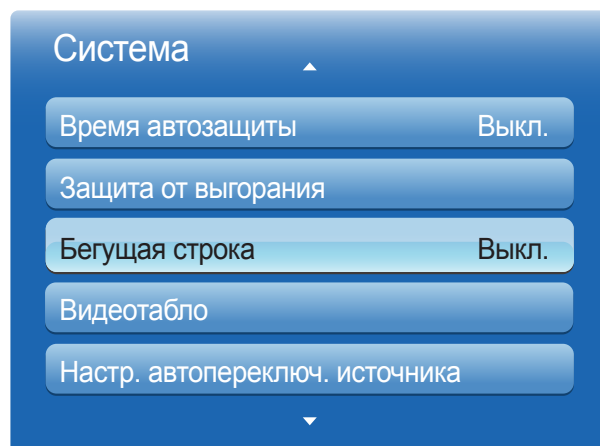 Система
Время автозащиты Выкл.
Защита от выгорания
Бегущая строка Выкл.
Видеотабло
Настр. автопереключ. источника